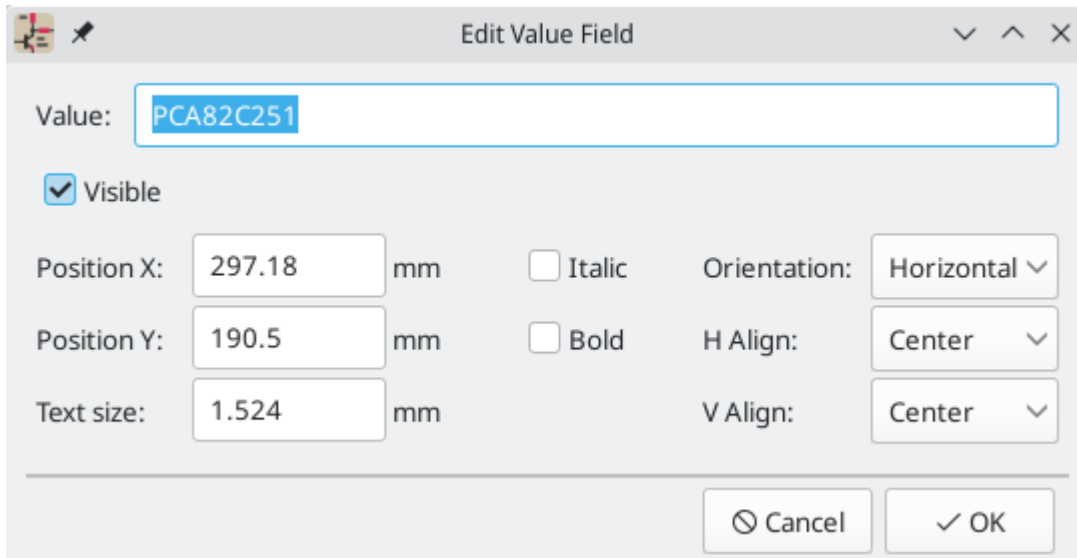 Edit Value Field
Value: PCA82C251
Visible
Position X: 297.18 mm Italic Orientation: Horizontal
Position Y: 190.5 mm Bold H Align: Center
Text size: 1.524 mm V Align: Center
Cancel OK